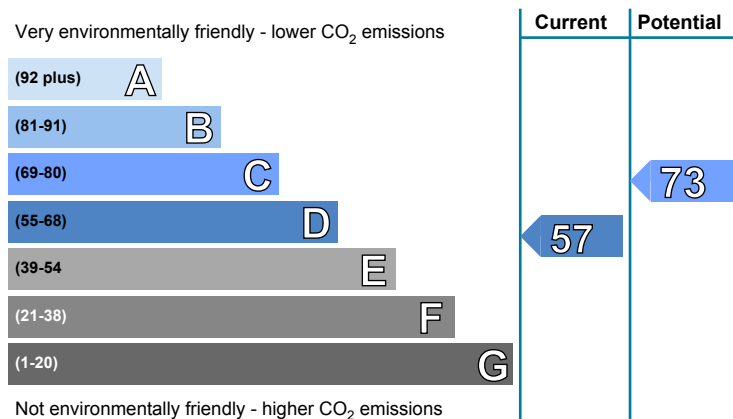 Current Potential
Very environmentally friendly - lower CO₂ emissions
(92 plus) A
(81-91) B
(69-80) C
73
(55-68) D
57
(39-54 E
(21-38) F
(1-20) G
Not environmentally friendly - higher CO₂ emissions